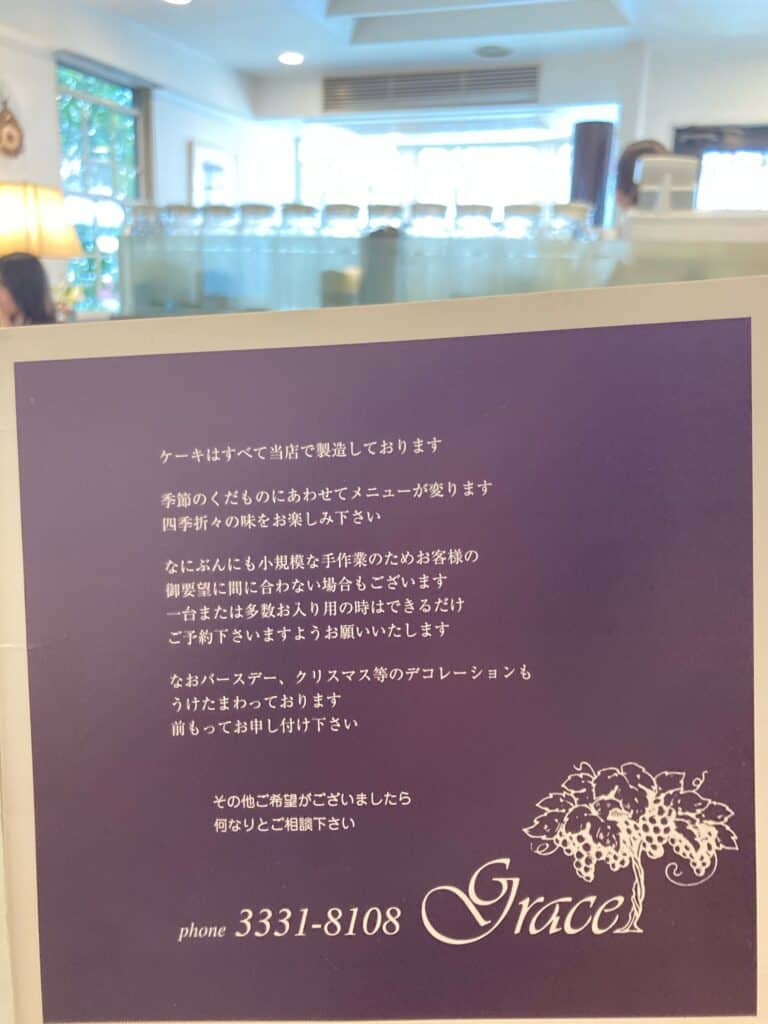 ケーキはすべて当店で製造しております
季節のくだものにあわせてメニューが変ります
四季折々の味をお楽しみ下さい
なにぶんにも小規模な手作業のためお客様の
御要望に間に合わない場合もございます
一台または多数お入り用の時はできるだけ
ご予約下さいますようお願いいたします
なおバースデー、クリスマス等のデコレーションも
うけたまわっております
前もってお申し付け下さい
その他ご希望がございましたら
何なりとご相談下さい
phone 3331-8108 Grace